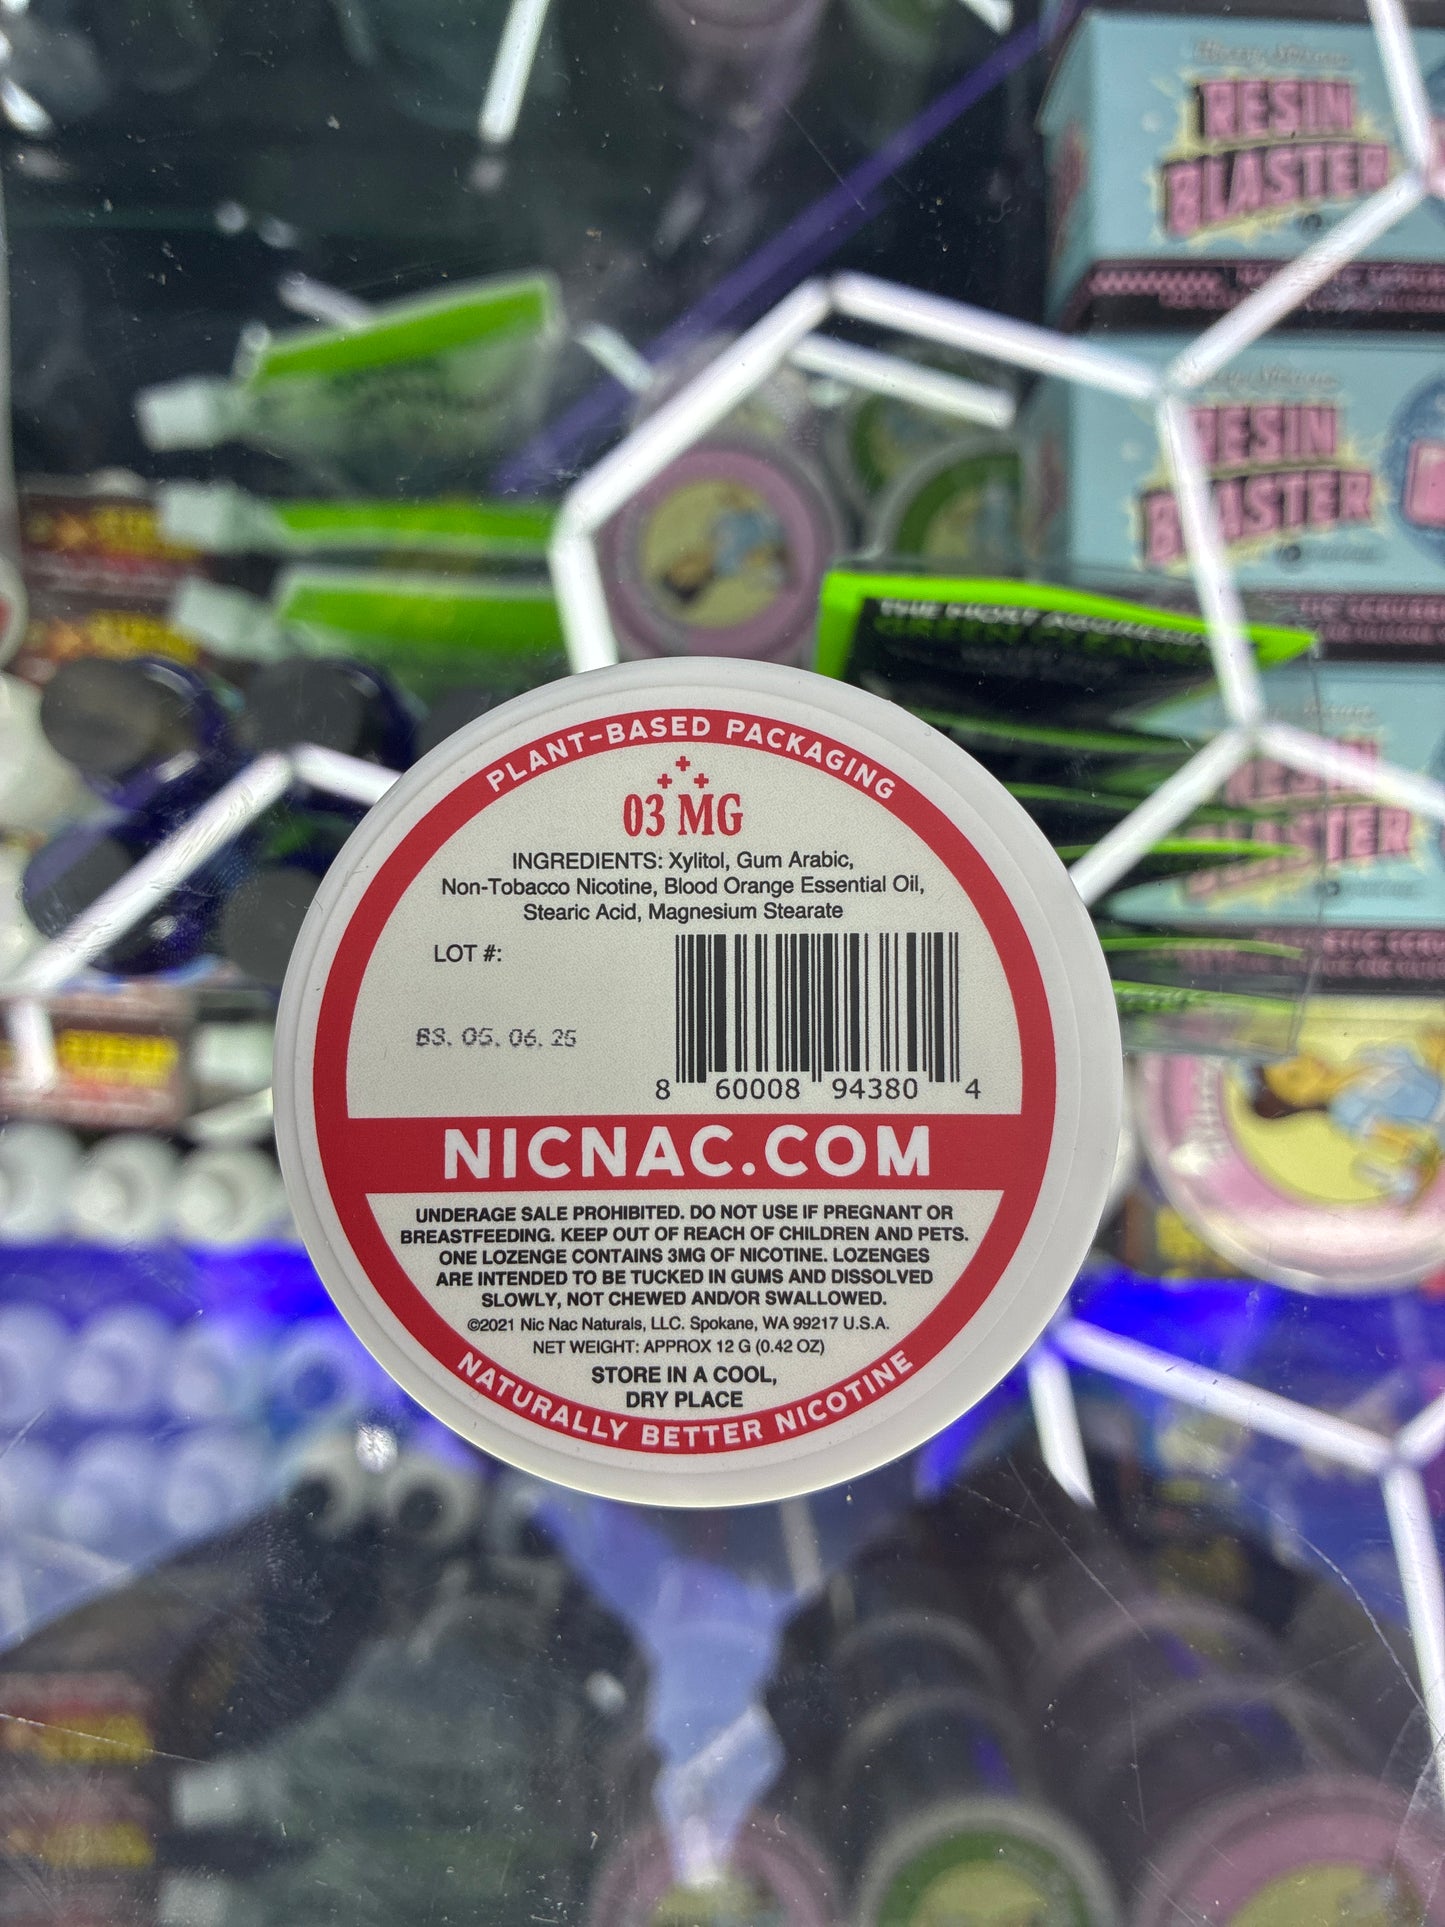 RESIN
BLASTER
RESIN
BLASTER
PLANT-BASED PACKAGING
03 MG
INGREDIENTS: Xylitol, Gum Arabic,
Non-Tobacco Nicotine, Blood Orange Essential Oil,
Stearic Acid, Magnesium Stearate
LOT #:
BS. 05. 06. 25
8 60008 94380 4
NICNAC.COM
UNDERAGE SALE PROHIBITED. DO NOT USE IF PREGNANT OR
BREASTFEEDING. KEEP OUT OF REACH OF CHILDREN AND PETS.
ONE LOZENGE CONTAINS 3MG OF NICOTINE. LOZENGES
ARE INTENDED TO BE TUCKED IN GUMS AND DISSOLVED
SLOWLY, NOT CHEWED AND/OR SWALLOWED.
©2021 Nic Nac Naturals, LLC. Spokane, WA 99217 U.S.A.
NET WEIGHT: APPROX 12 G (0.42 OZ)
STORE IN A COOL,
DRY PLACE
NATURALLY BETTER NICOTINE
RESIN
BLASTER